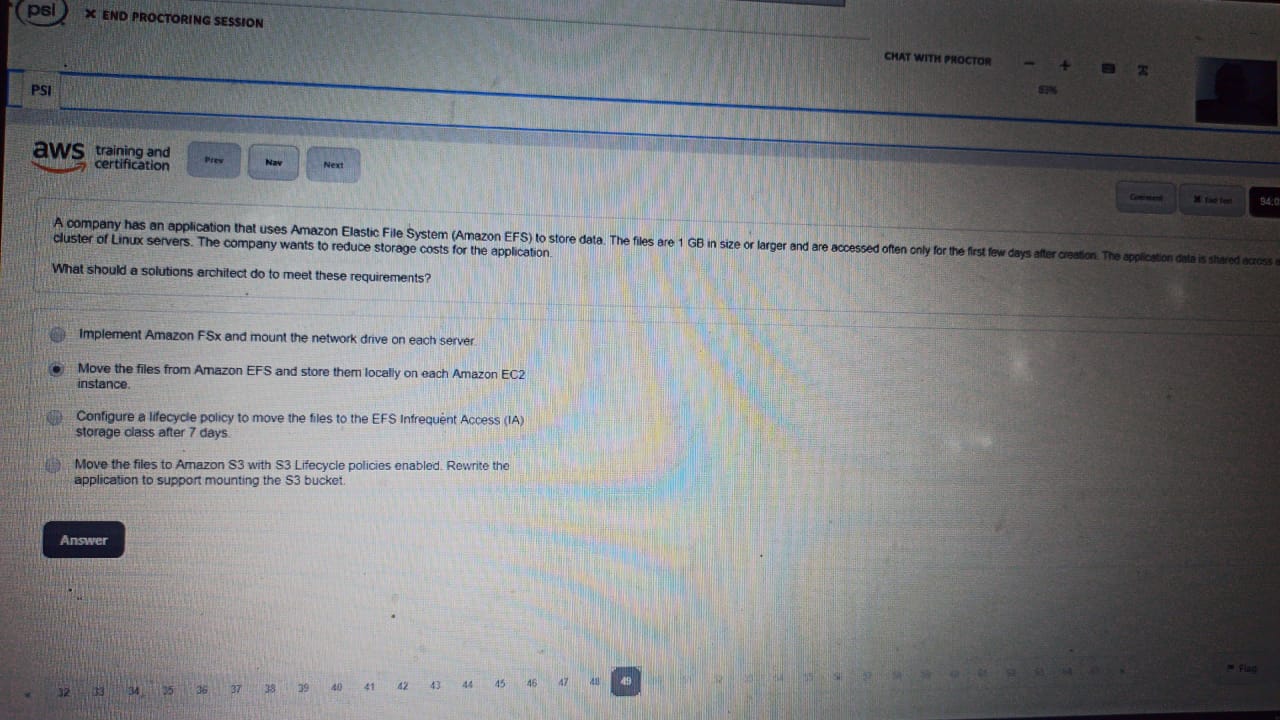 psi
✕ END PROCTORING SESSION
CHAT WITH PROCTOR
− +
83%
PSI
aws training and
certification
Prev
Nav
Next
Comment
94:0
A company has an application that uses Amazon Elastic File System (Amazon EFS) to store data. The files are 1 GB in size or larger and are accessed often only for the first few days after creation. The application data is shared across a
cluster of Linux servers. The company wants to reduce storage costs for the application.
What should a solutions architect do to meet these requirements?
Implement Amazon FSx and mount the network drive on each server.
Move the files from Amazon EFS and store them locally on each Amazon EC2
instance.
Configure a lifecycle policy to move the files to the EFS Infrequent Access (IA)
storage class after 7 days.
Move the files to Amazon S3 with S3 Lifecycle policies enabled. Rewrite the
application to support mounting the S3 bucket.
Answer
Flag
32 33 34 35 36 37 38 39 40 41 42 43 44 45 46 47 48 49